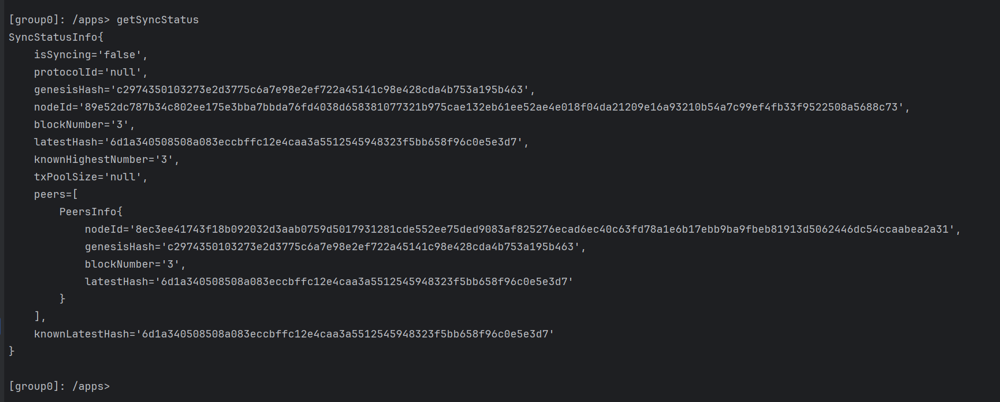 [group0]: /apps> getSyncStatus
SyncStatusInfo{
    isSyncing='false',
    protocolId='null',
    genesisHash='c2974350103273e2d3775c6a7e98e2ef722a45141c98e428cda4b753a195b463',
    nodeId='89e52dc787b34c802ee175e3bba7bbda76fd4038d658381077321b975cae132eb61ee52ae4e018f04da21209e16a93210b54a7c99ef4fb33f9522508a5688c73',
    blockNumber='3',
    latestHash='6d1a340508508a083eccbffc12e4caa3a5512545948323f5bb658f96c0e5e3d7',
    knownHighestNumber='3',
    txPoolSize='null',
    peers=[
        PeersInfo{
            nodeId='8ec3ee41743f18b092032d3aab0759d5017931281cde552ee75ded9083af825276ecad6ec40c63fd78a1e6b17ebb9ba9fbeb81913d5062446dc54ccaabea2a31',
            genesisHash='c2974350103273e2d3775c6a7e98e2ef722a45141c98e428cda4b753a195b463',
            blockNumber='3',
            latestHash='6d1a340508508a083eccbffc12e4caa3a5512545948323f5bb658f96c0e5e3d7'
        }
    ],
    knownLatestHash='6d1a340508508a083eccbffc12e4caa3a5512545948323f5bb658f96c0e5e3d7'
}
[group0]: /apps>